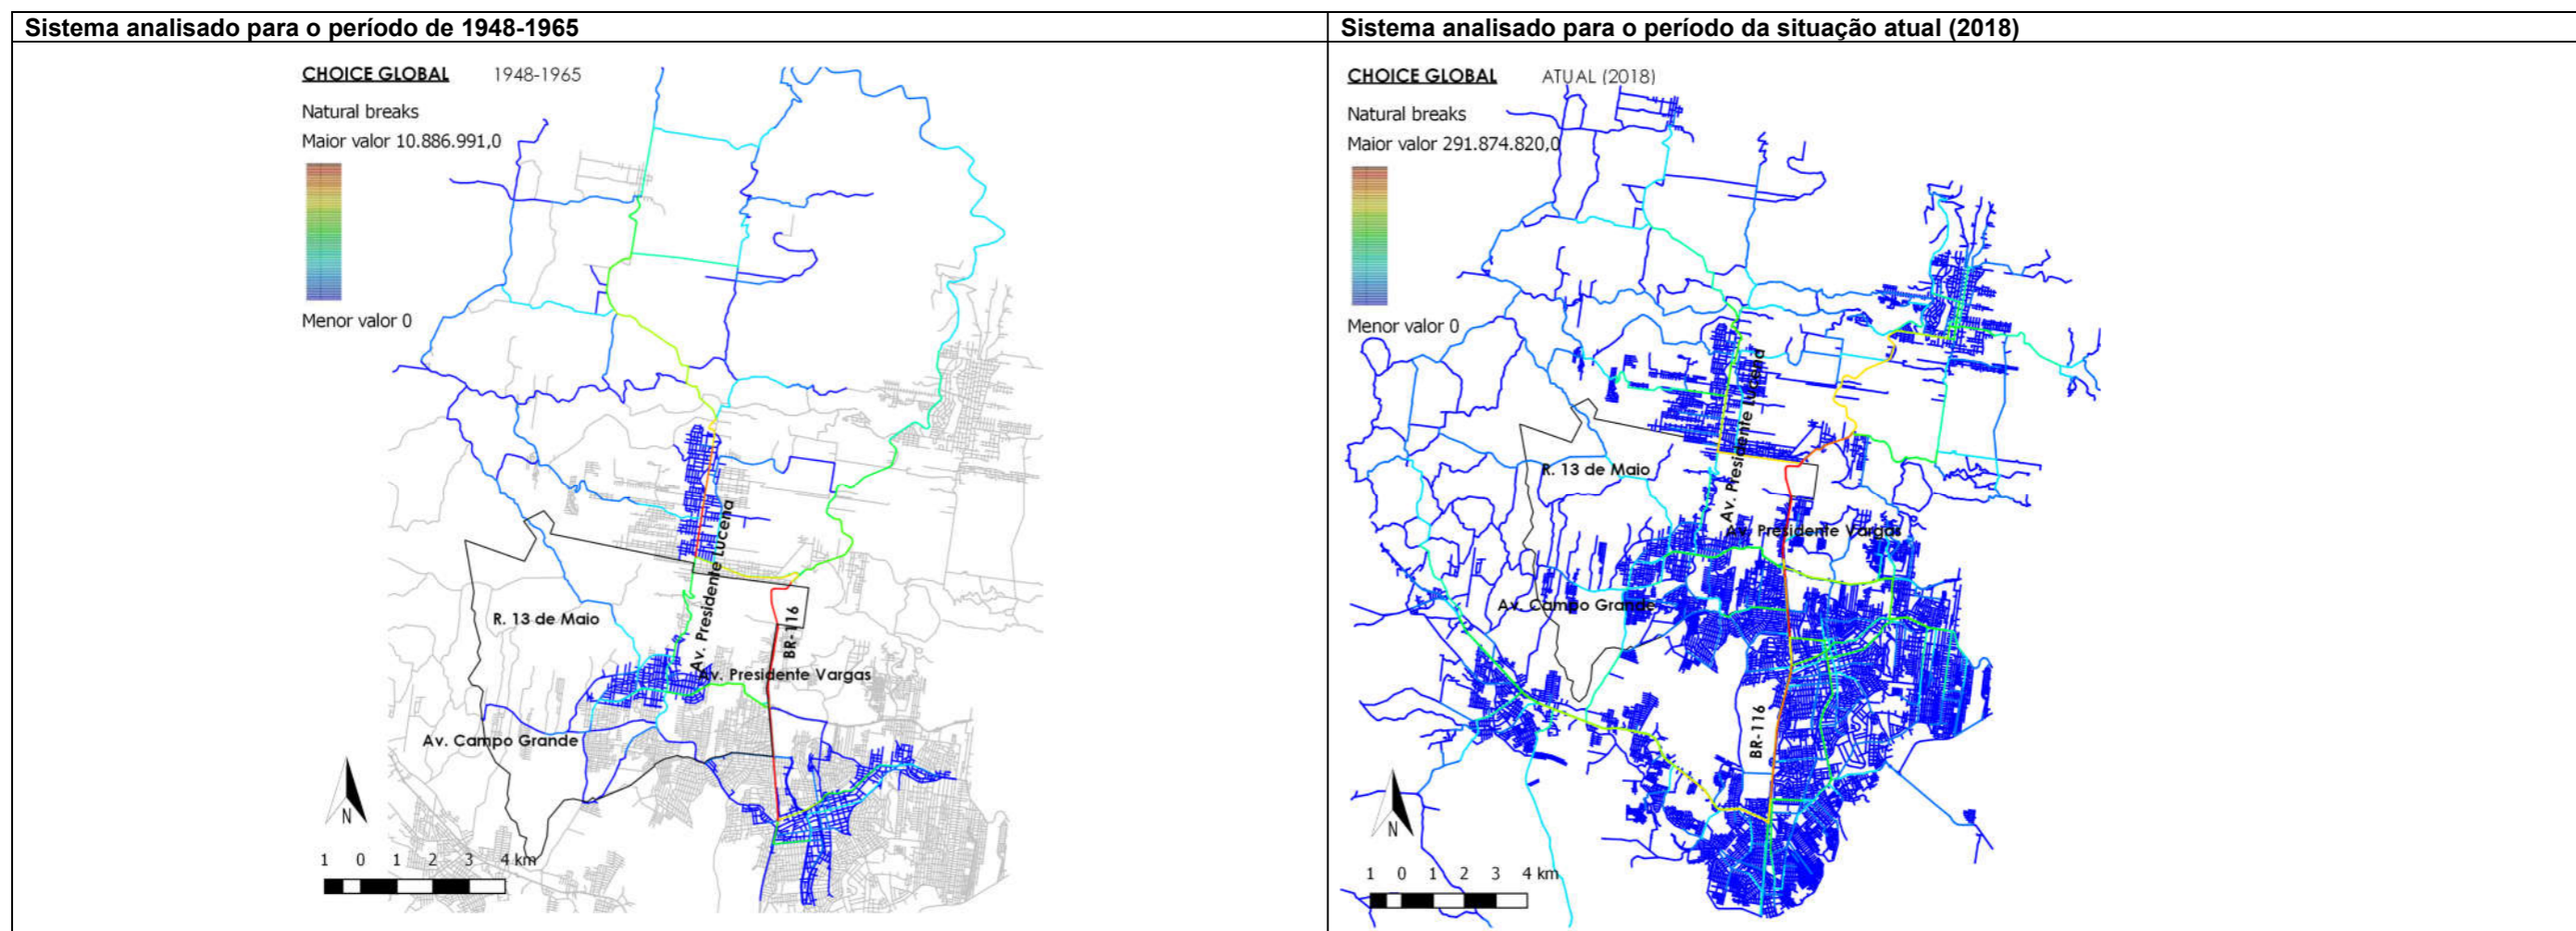 Sistema analisado para o período de 1948-1965
CHOICE GLOBAL 1948-1965
Natural breaks
Maior valor 10.886.991,0
Menor valor 0
Av. Presidente Lucena
R. 13 de Maio
BR-116
Av. Presidente Vargas
Av. Campo Grande
N
1 0 1 2 3 4 km
Sistema analisado para o período da situação atual (2018)
CHOICE GLOBAL ATUAL (2018)
Natural breaks
Maior valor 291.874.820,0
Menor valor 0
Av. Presidente Lucena
R. 13 de Maio
Av. Presidente Vargas
Av. Campo Grande
BR-116
N
1 0 1 2 3 4 km